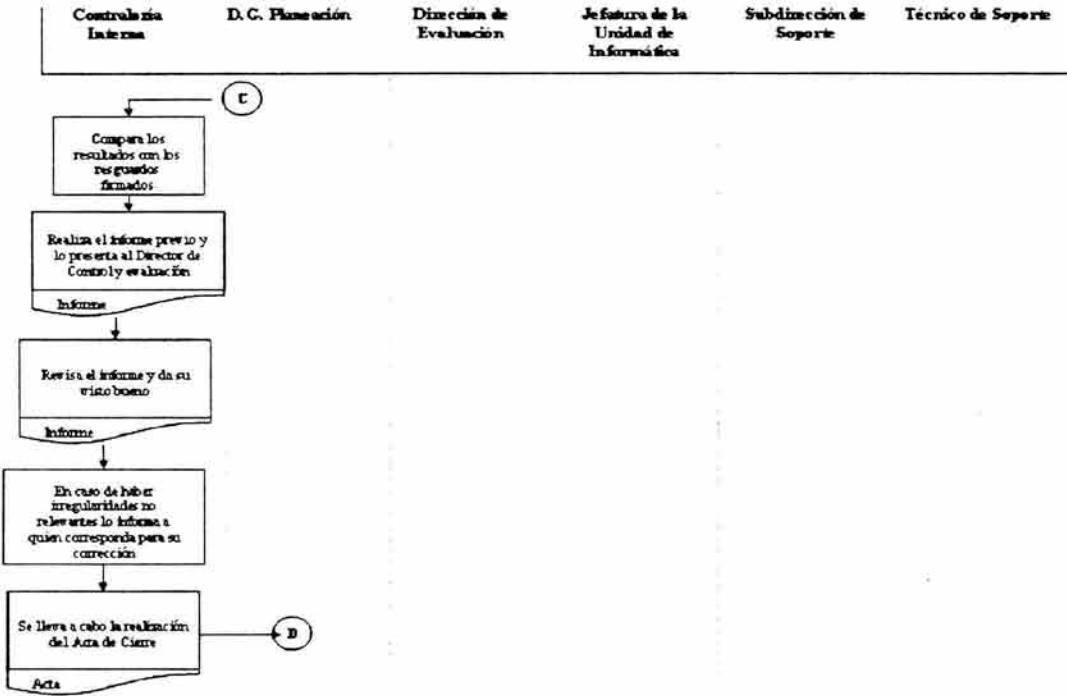 Contraloría
Interna
D. G. Planeación
Dirección de
Evaluación
Jefatura de la
Unidad de
Informática
Subdirección de
Soporte
Técnico de Soporte
C
Compara los
resultados con los
resguardos
firmados
Realiza el informe previo y
lo presenta al Director de
Control y evaluación
Informe
Revisa el informe y da su
visto bueno
Informe
En caso de haber
irregularidades no
relevantes lo informa a
quien corresponda para su
corrección
Se lleva a cabo la realización
del Acta de Cierre
D
Acta